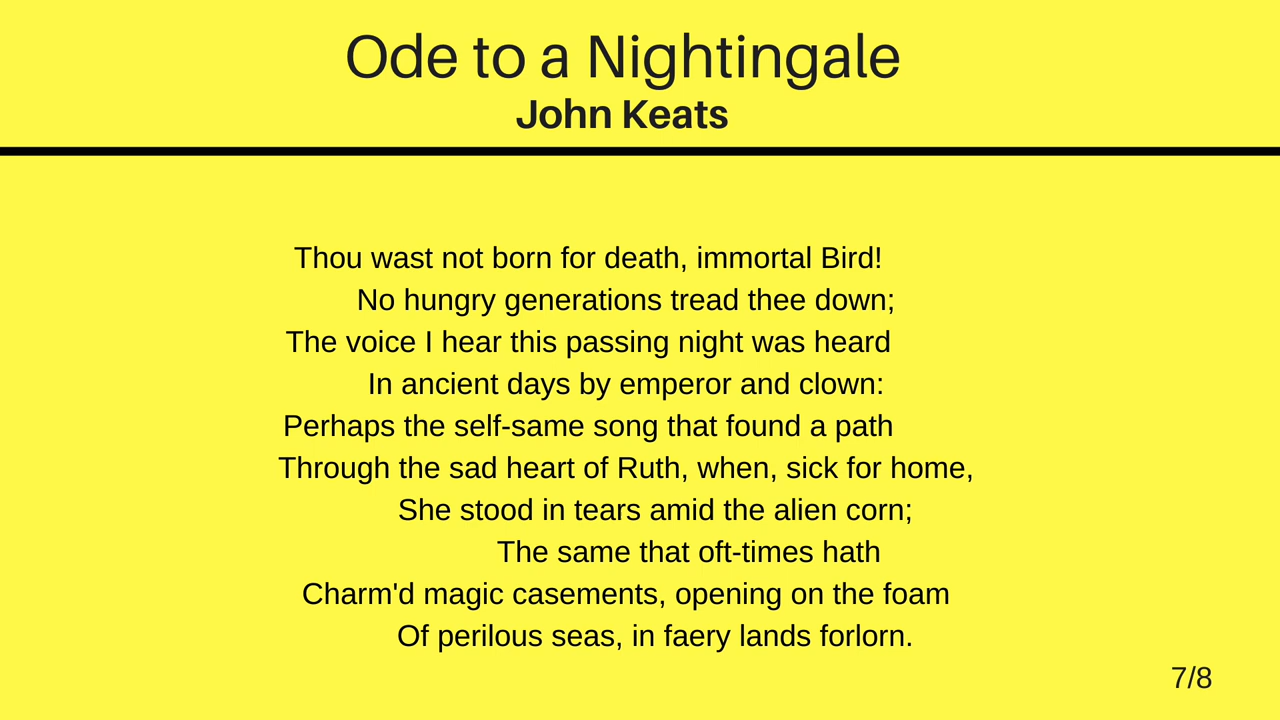 Ode to a Nightingale
John Keats
Thou wast not born for death, immortal Bird!
No hungry generations tread thee down;
The voice I hear this passing night was heard
In ancient days by emperor and clown:
Perhaps the self-same song that found a path
Through the sad heart of Ruth, when, sick for home,
She stood in tears amid the alien corn;
The same that oft-times hath
Charm'd magic casements, opening on the foam
Of perilous seas, in faery lands forlorn.
7/8